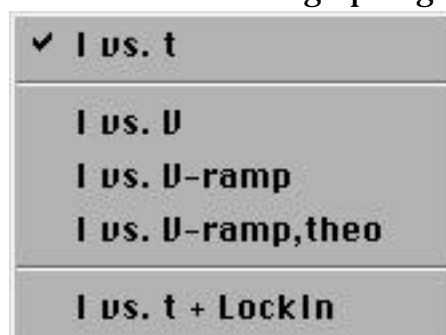 ✓ I vs. t
I vs. V
I vs. V-ramp
I vs. V-ramp,theo
I vs. t + LockIn